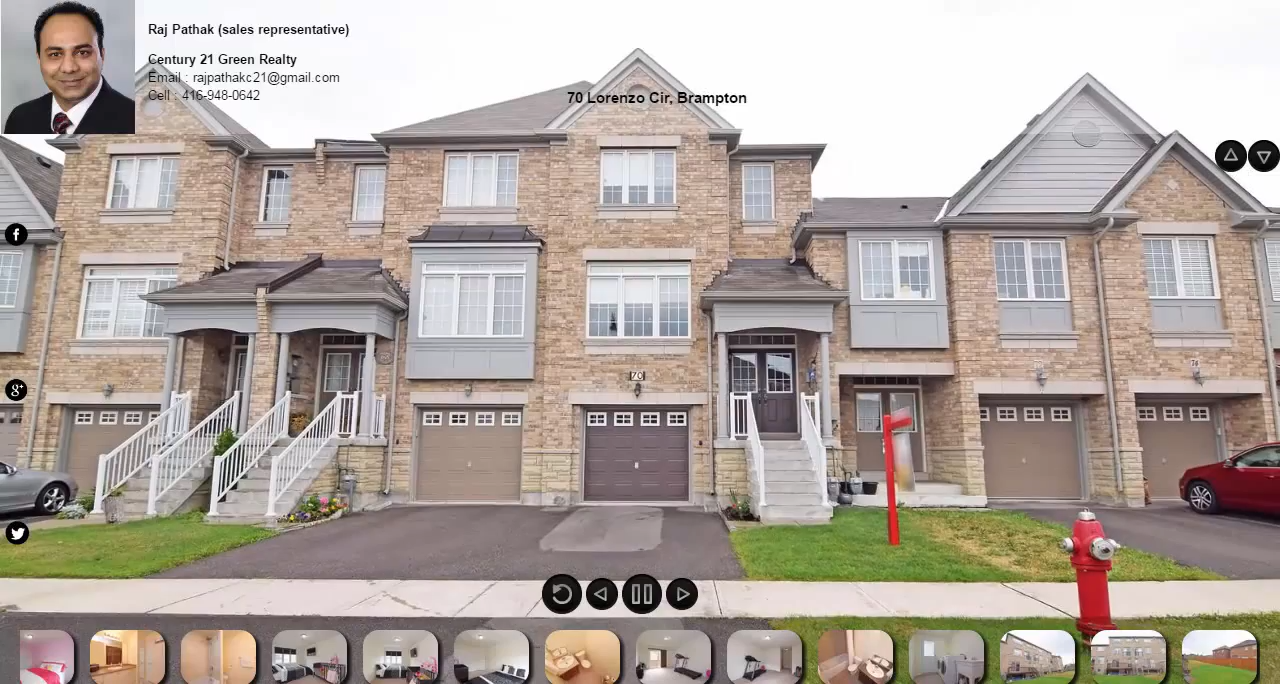 Raj Pathak (sales representative)
Century 21 Green Realty
Email : rajpathakc21@gmail.com
Cell : 416-948-0642
70 Lorenzo Cir, Brampton
f
g+
70
74